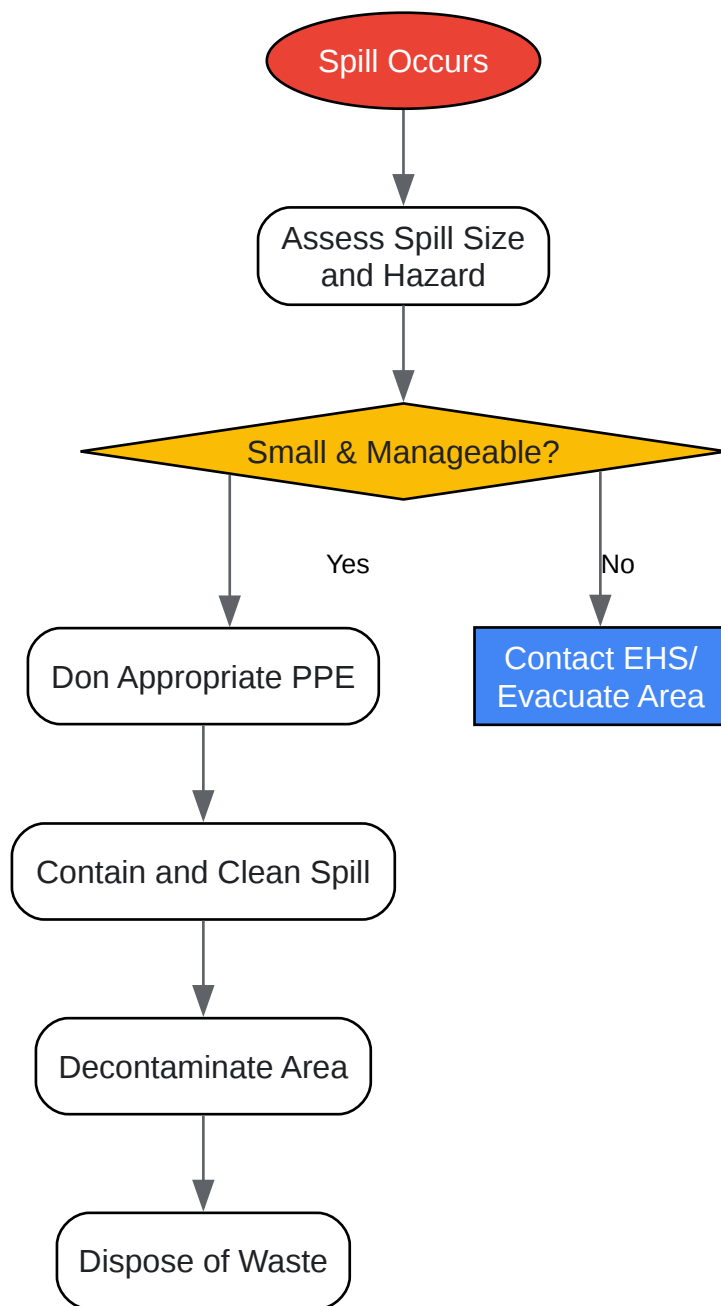 Spill Occurs
Assess Spill Size
and Hazard
Small & Manageable?
Yes
No
Don Appropriate PPE
Contact EHS/
Evacuate Area
Contain and Clean Spill
Decontaminate Area
Dispose of Waste